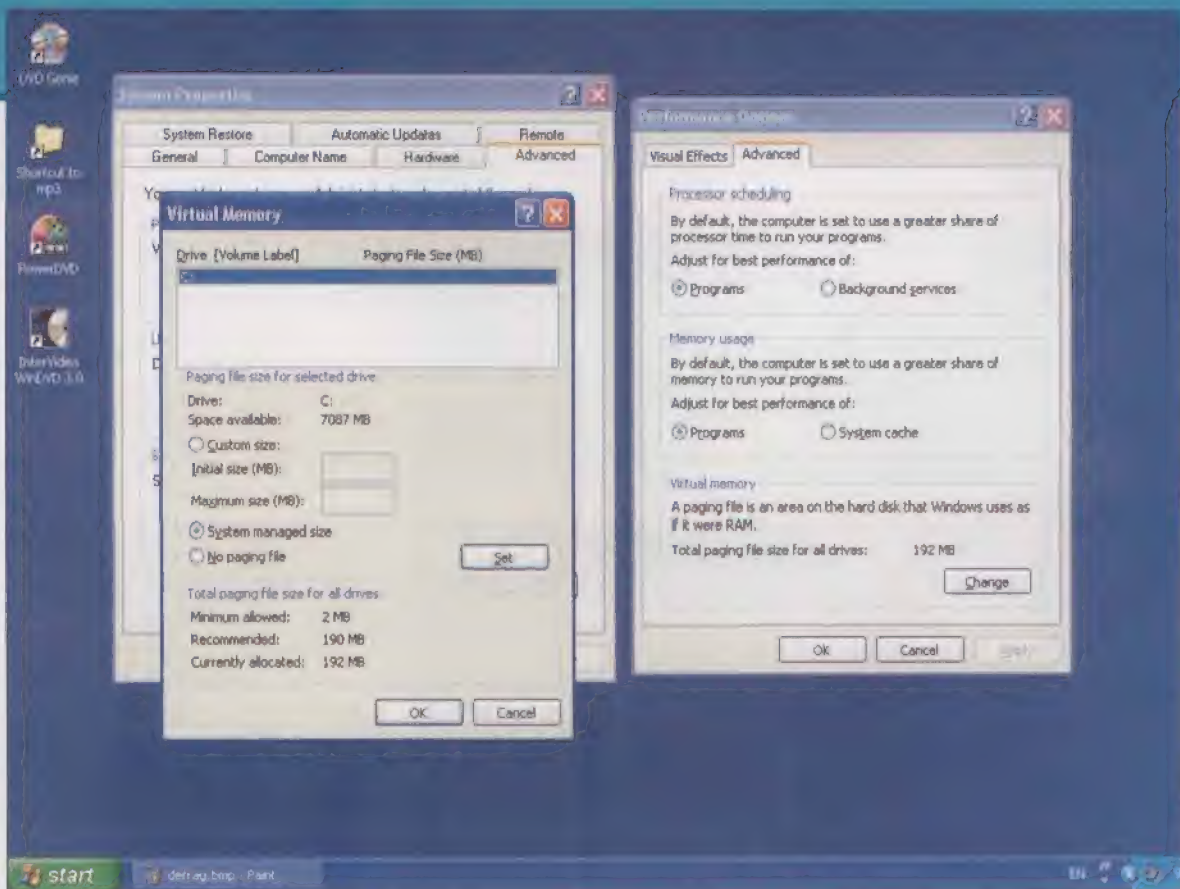 DVD Genie
Shortcut to
mp3
PowerDVD
InterVideo
WinDVD 3.0
System Properties
System Restore
Automatic Updates
Remote
General
Computer Name
Hardware
Advanced
Virtual Memory
Drive [Volume Label]
Paging File Size (MB)
C:
Paging file size for selected drive
Drive:
C:
Space available:
7087 MB
Custom size:
Initial size (MB):
Maximum size (MB):
System managed size
No paging file
Set
Total paging file size for all drives
Minimum allowed:
2 MB
Recommended:
190 MB
Currently allocated:
192 MB
OK
Cancel
Performance Options
Visual Effects
Advanced
Processor scheduling
By default, the computer is set to use a greater share of
processor time to run your programs.
Adjust for best performance of:
Programs
Background services
Memory usage
By default, the computer is set to use a greater share of
memory to run your programs.
Adjust for best performance of:
Programs
System cache
Virtual memory
A paging file is an area on the hard disk that Windows uses as
if it were RAM.
Total paging file size for all drives:
192 MB
Change
OK
Cancel
Apply
start
defrag.bmp - Paint
EN